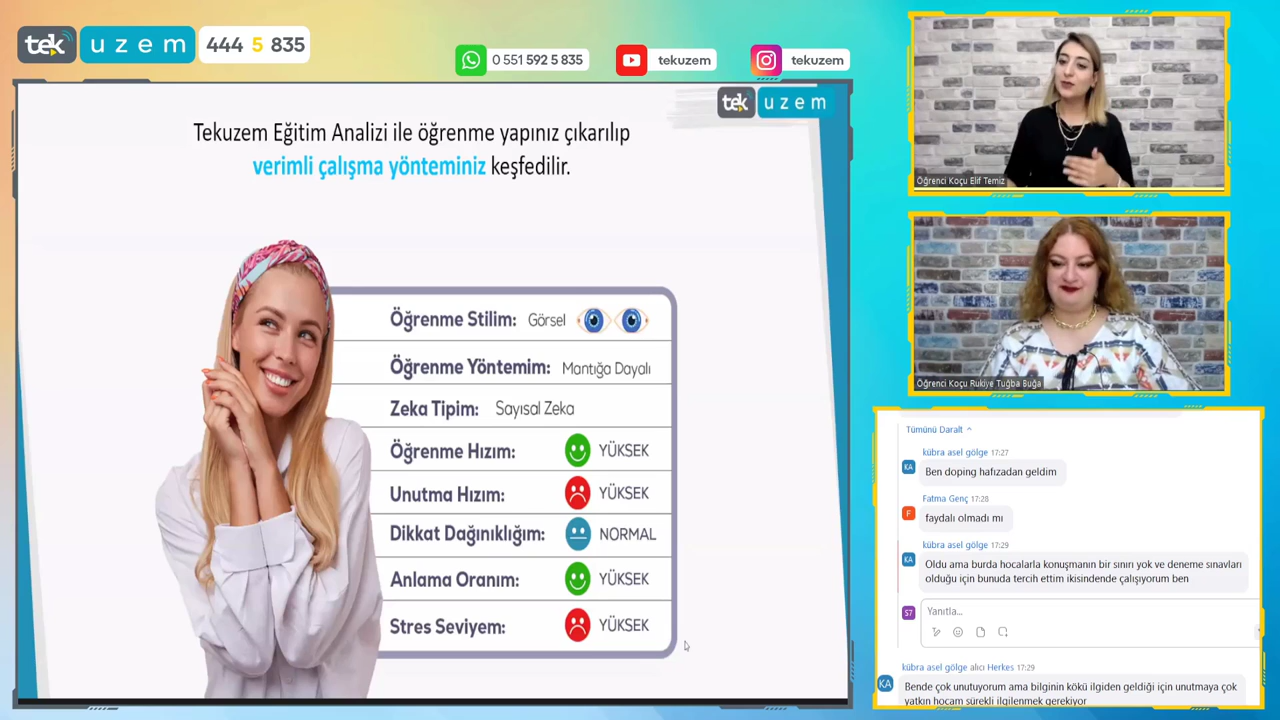 tek uzem 444 5 835
0 551 592 5 835
tekuzem
tekuzem
tek uzem
Tekuzem Eğitim Analizi ile öğrenme yapınız çıkarılıp
verimli çalışma yönteminiz keşfedilir.
Öğrenme Stilim: Görsel
Öğrenme Yöntemim: Mantığa Dayalı
Zeka Tipim: Sayısal Zeka
Öğrenme Hızım: YÜKSEK
Unutma Hızım: YÜKSEK
Dikkat Dağınıklığım: NORMAL
Anlama Oranım: YÜKSEK
Stres Seviyem: YÜKSEK
Öğrenci Koçu Elif Temiz
Öğrenci Koçu Rukiye Tuğba Buğa
Tümünü Daralt
kübra asel gölge 17:27
KA
Ben doping hafızadan geldim
Fatma Genç 17:28
F
faydalı olmadı mı
kübra asel gölge 17:29
KA
Oldu ama burda hocalarla konuşmanın bir sınırı yok ve deneme sınavları
olduğu için bunuda tercih ettim ikisindende çalışıyorum ben
S7
Yanıtla...
kübra asel gölge alıcı Herkes 17:29
KA
Bende çok unutuyorum ama bilginin kökü ilgiden geldiği için unutmaya çok
yatkın hocam sürekli ilgilenmek gerekiyor